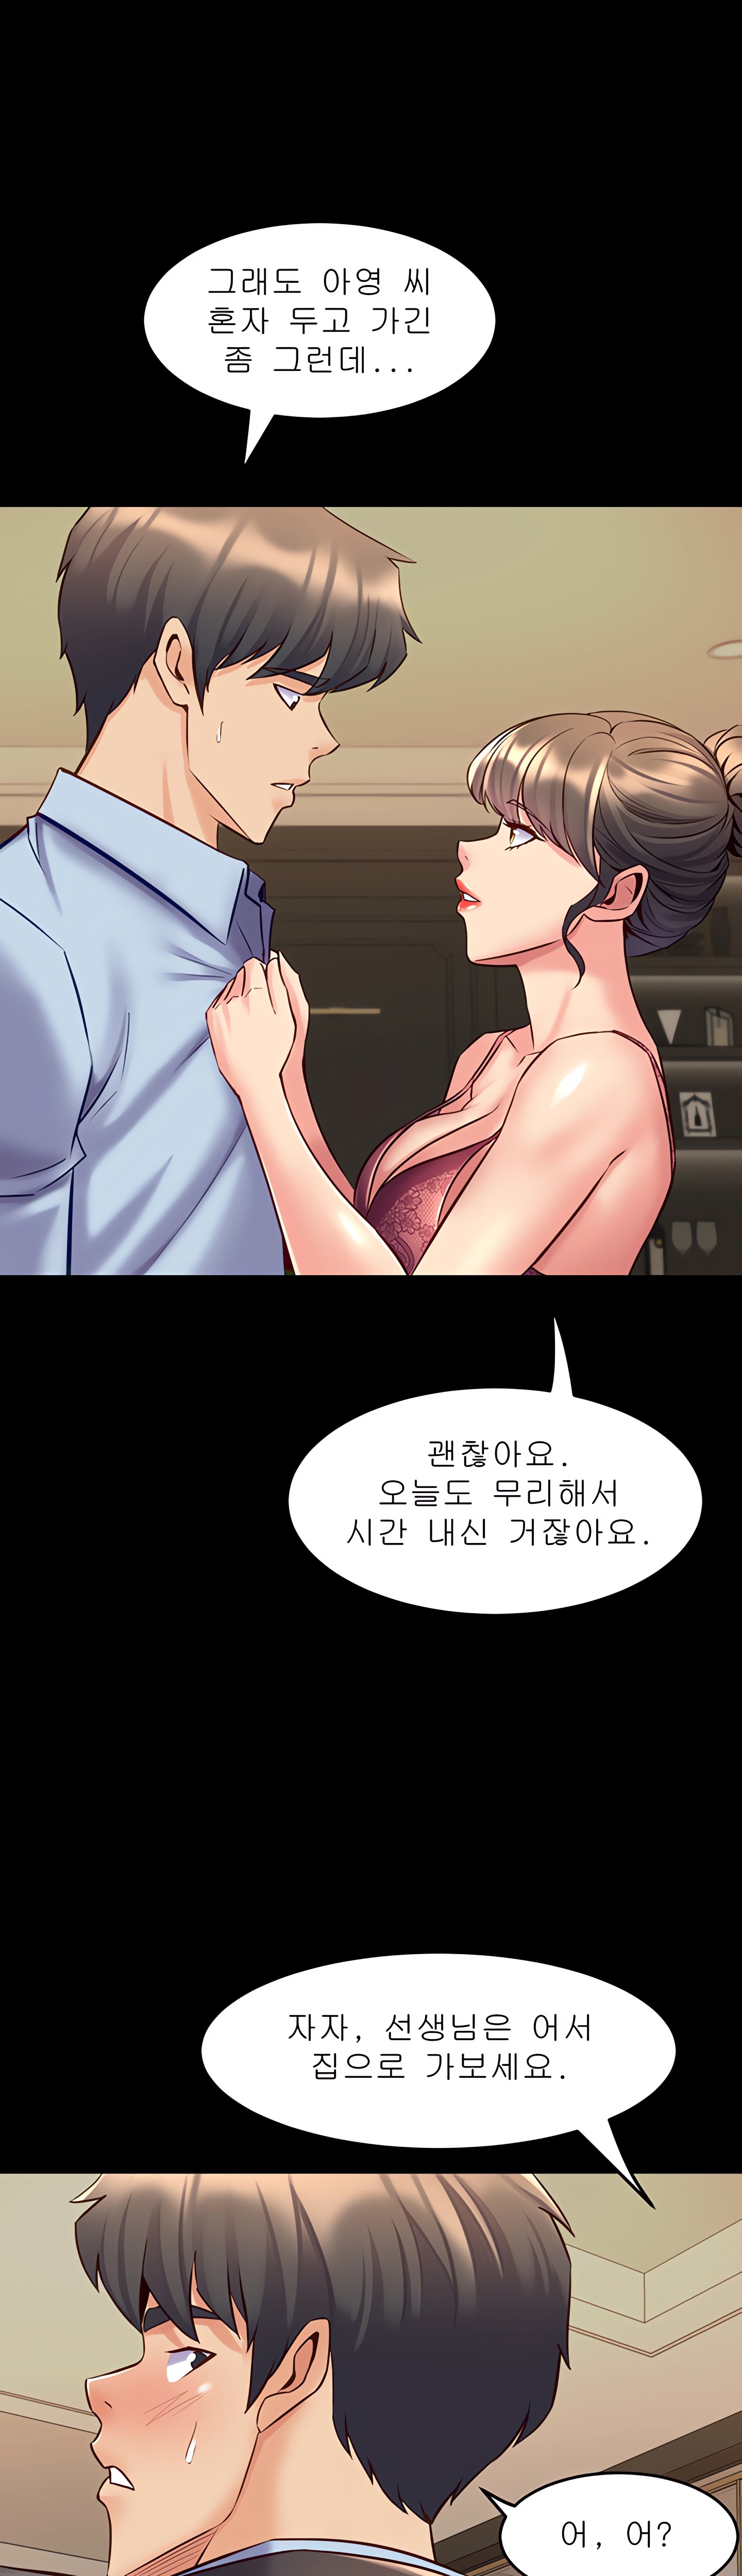 그래도 아영 씨
혼자 두고 가긴
좀 그런데...
괜찮아요.
오늘도 무리해서
시간 내신 거잖아요.
자자, 선생님은 어서
집으로 가보세요.
어, 어?